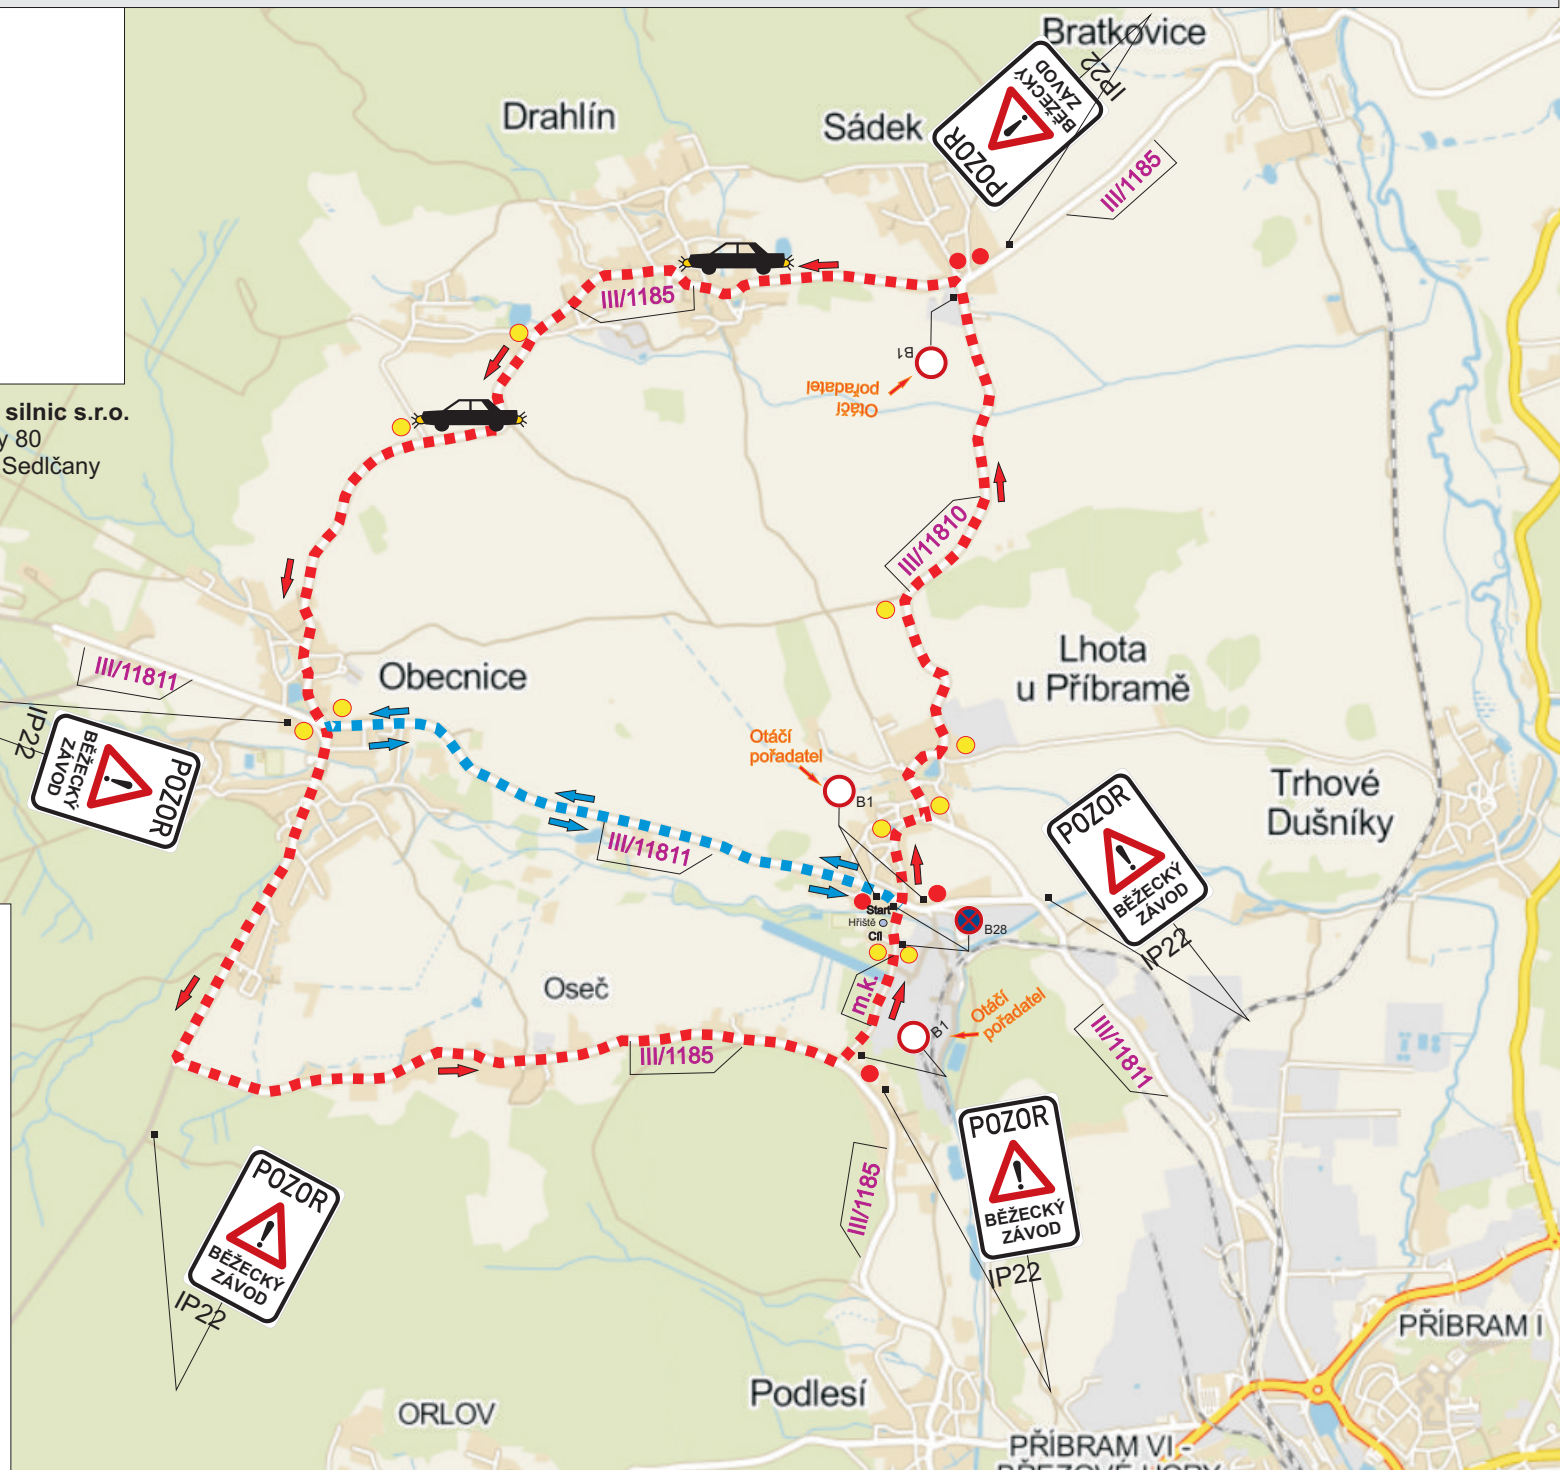 Bratkovice
Drahlín
Sádek
POZOR
BĚŽECKÝ
ZÁVOD
IP22
III/1185
III/1185
B1
Otáčí
pořadatel
silnic s.r.o.
y 80
Sedlčany
III/11810
Lhota
u Příbramě
III/11811
Obecnice
IP22
POZOR
BĚŽECKÝ
ZÁVOD
Otáčí
pořadatel
B1
Trhové
Dušníky
POZOR
BĚŽECKÝ
ZÁVOD
IP22
III/11811
Start
Hřiště
Cíl
B28
Oseč
m.k.
Otáčí
pořadatel
B1
III/1185
III/11811
POZOR
BĚŽECKÝ
ZÁVOD
IP22
III/1185
POZOR
BĚŽECKÝ
ZÁVOD
IP22
PŘÍBRAM I
Podlesí
ORLOV
PŘÍBRAM VI -
BŘEZOVÉ HORY